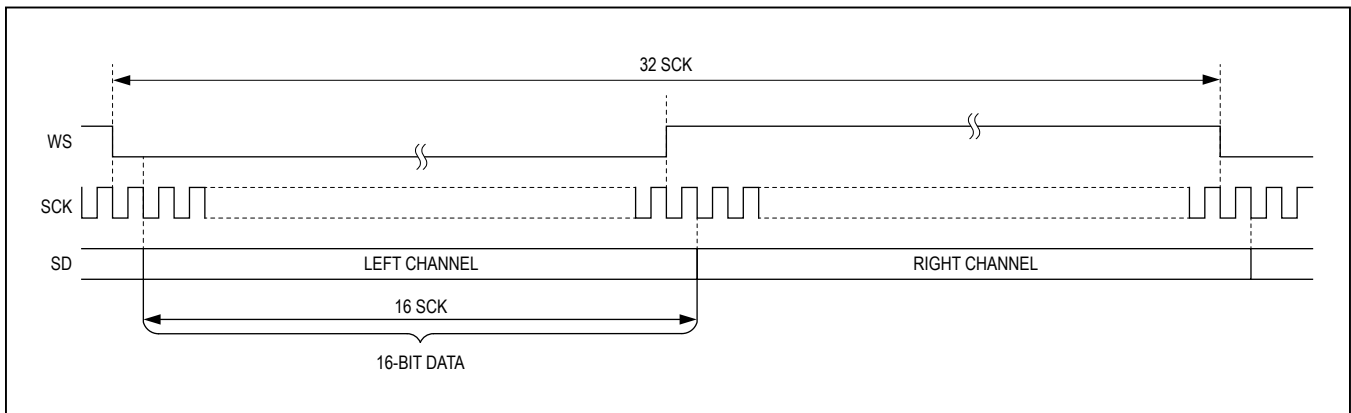 32 SCK
WS
SCK
SD
LEFT CHANNEL
RIGHT CHANNEL
16 SCK
16-BIT DATA